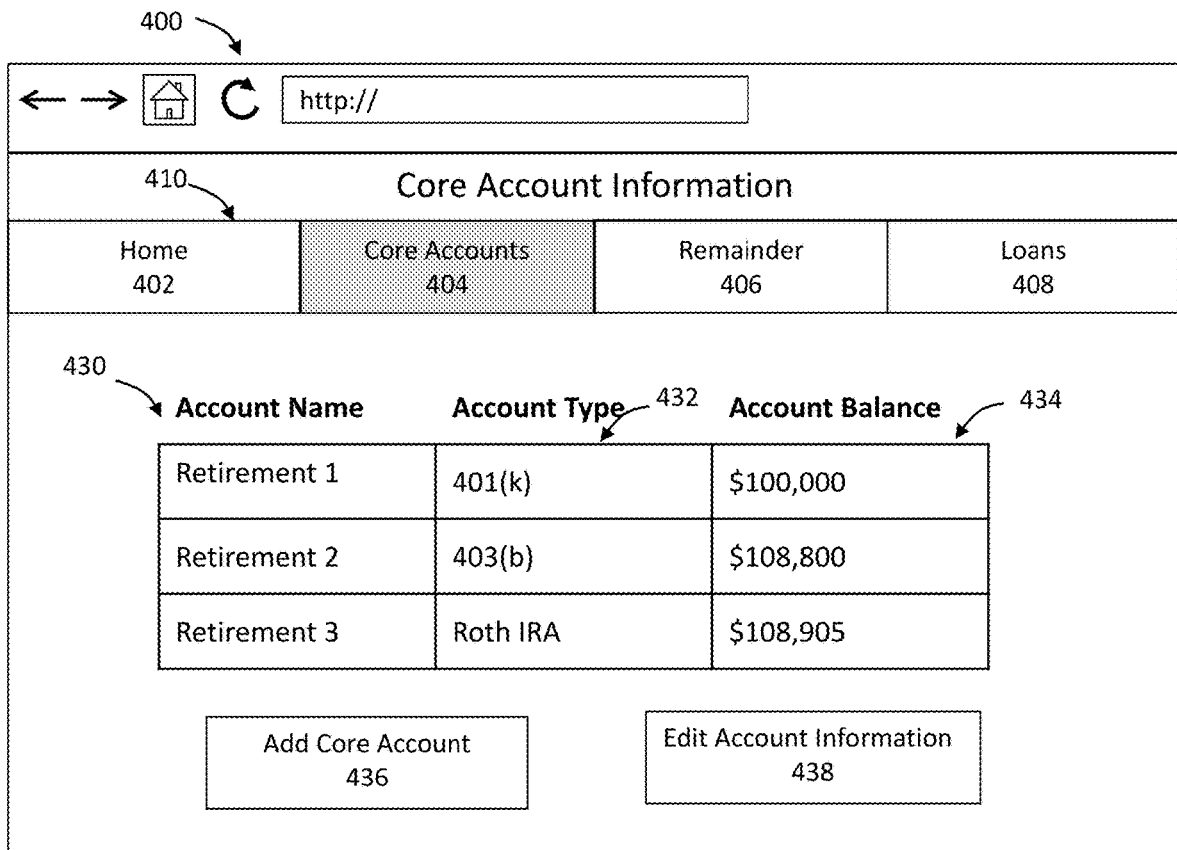 400
http://
410
Core Account Information
Home Core Accounts Remainder Loans
402 404 406 408
430
Account Name Account Type 432 Account Balance 434
Retirement 1 401(k) $100,000
Retirement 2 403(b) $108,800
Retirement 3 Roth IRA $108,905
Add Core Account Edit Account Information
436 438